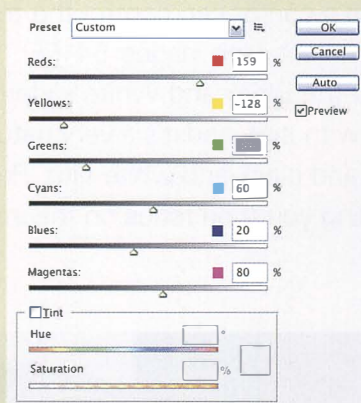 Preset Custom OK
Cancel
Reds: 159 %
Auto
Yellows: -128 %
Preview
Greens: %
Cyans: 60 %
Blues: 20 %
Magentas: 80 %
Tint
Hue °
Saturation %